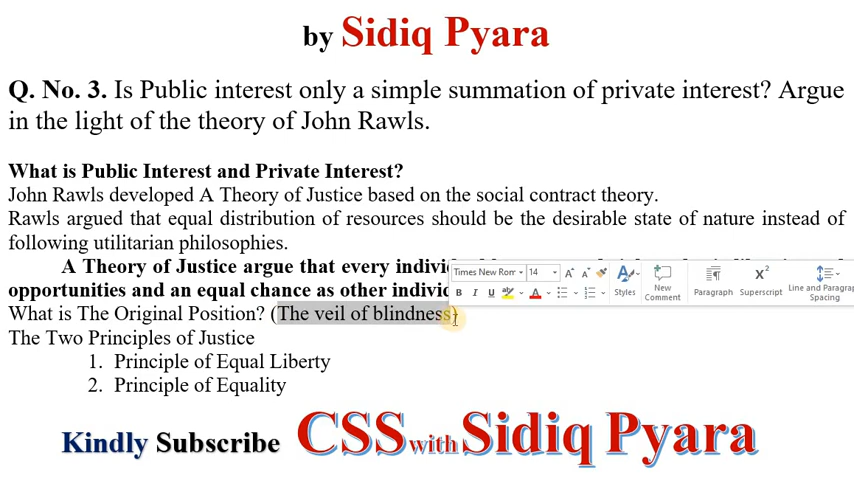 by Sidiq Pyara
Q. No. 3. Is Public interest only a simple summation of private interest? Argue
in the light of the theory of John Rawls.
What is Public Interest and Private Interest?
John Rawls developed A Theory of Justice based on the social contract theory.
Rawls argued that equal distribution of resources should be the desirable state of nature instead of
following utilitarian philosophies.
A Theory of Justice argue that every indivi
opportunities and an equal chance as other indivi
Times New Ror 14 A A A Styles New Comment Paragraph X² Superscript Line and Paragra Spacing
B I U aby A
What is The Original Position? (The veil of blindness)
The Two Principles of Justice
1. Principle of Equal Liberty
2. Principle of Equality
Kindly Subscribe CSS with Sidiq Pyara